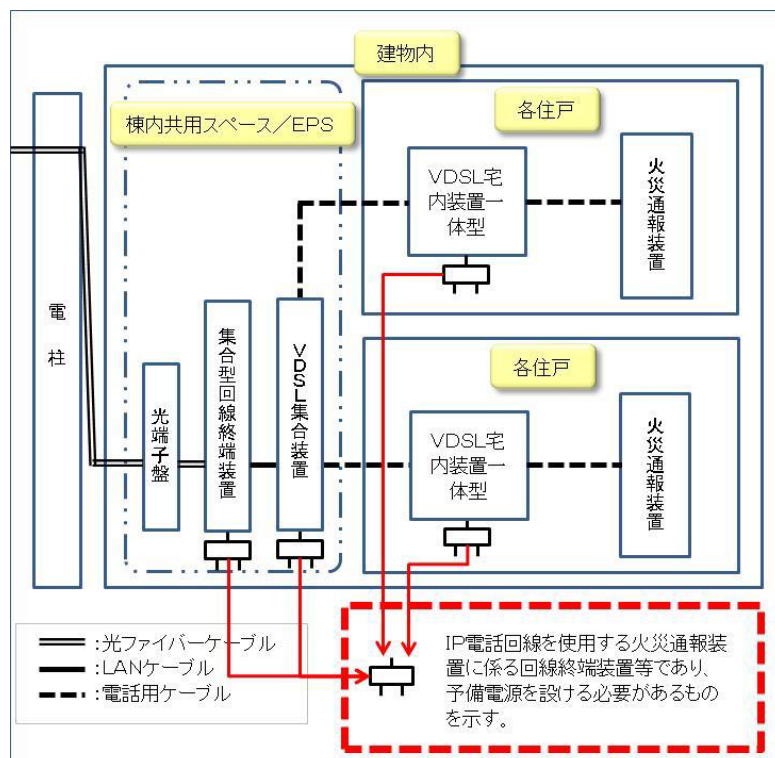 建物内
棟内共用スペース／EPS
各住戸
VDSL宅
内装置一
体型
火災通報装置
電柱
光端子盤
集合型回線終端装置
VDSL集合装置
各住戸
VDSL宅
内装置一
体型
火災通報装置
:光ファイバーケーブル
:LANケーブル
:電話用ケーブル
IP電話回線を使用する火災通報装
置に係る回線終端装置等であり、
予備電源を設ける必要があるもの
を示す。